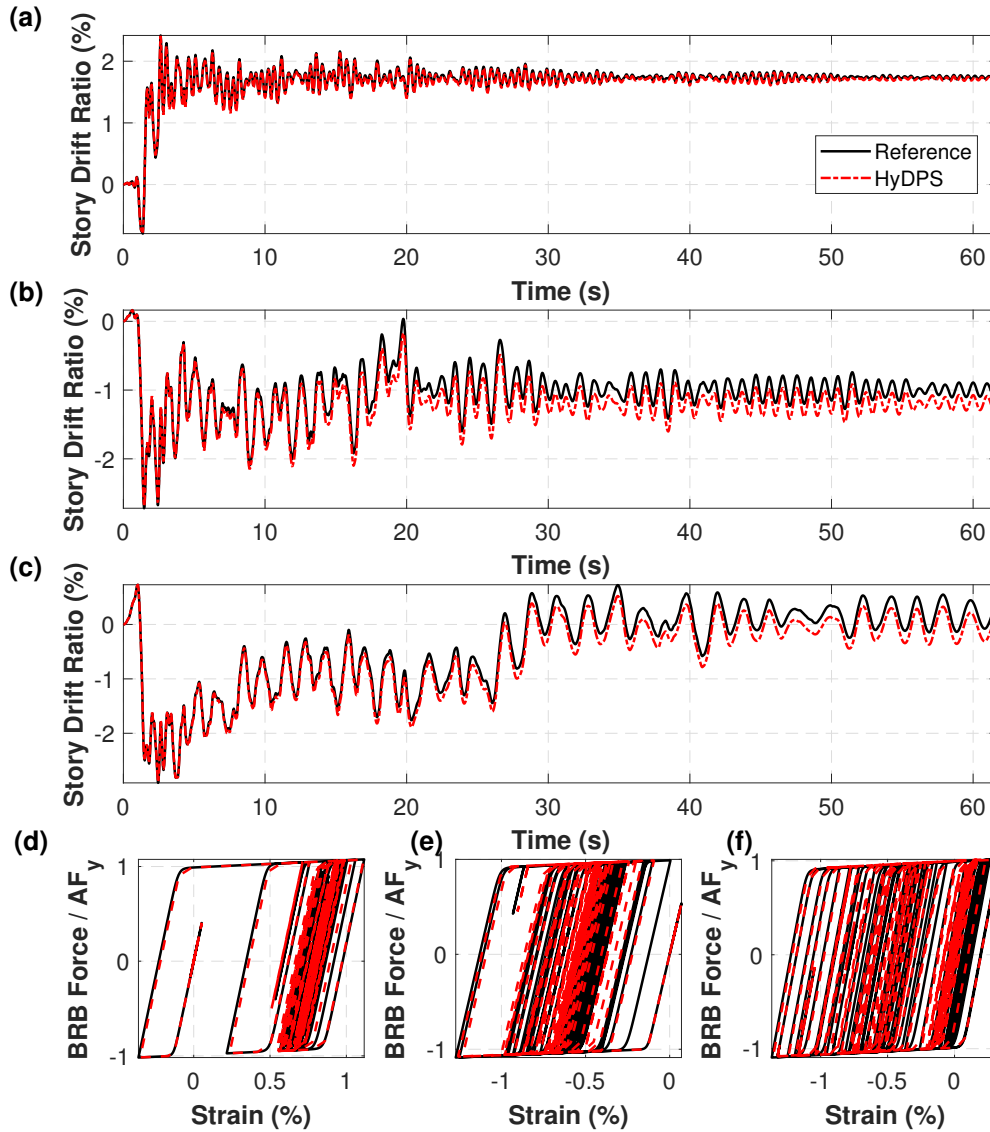 (a)
Story Drift Ratio (%)
2
1
0
0 10 20 30 40 50 60
Time (s)
Reference
HyDPS
(b)
Story Drift Ratio (%)
0
-1
-2
0 10 20 30 40 50 60
Time (s)
(c)
Story Drift Ratio (%)
0
-1
-2
0 10 20 30 40 50 60
Time (s)
(d)
BRB Force / AFy
1
0
-1
0 0.5 1
Strain (%)
(e)
BRB Force / AFy
1
0
-1
-1 -0.5 0
Strain (%)
(f)
BRB Force / AFy
1
0
-1
-1 -0.5 0
Strain (%)